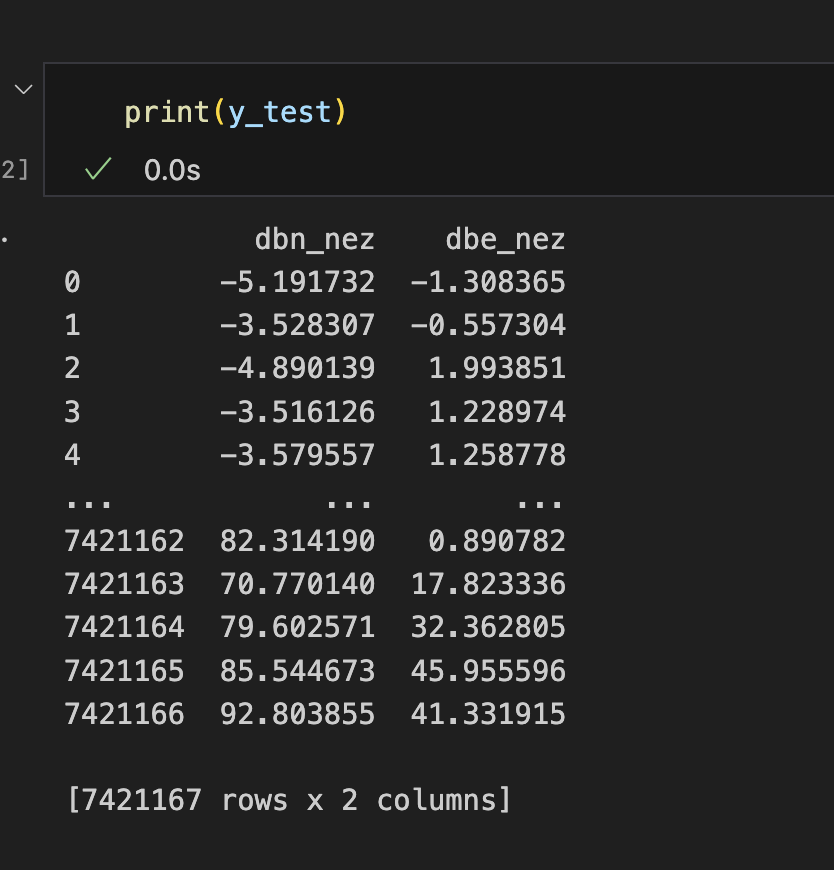 print(y_test)
2] 0.0s
dbn_nez dbe_nez
0 -5.191732 -1.308365
1 -3.528307 -0.557304
2 -4.890139 1.993851
3 -3.516126 1.228974
4 -3.579557 1.258778
... ... ...
7421162 82.314190 0.890782
7421163 70.770140 17.823336
7421164 79.602571 32.362805
7421165 85.544673 45.955596
7421166 92.803855 41.331915
[7421167 rows x 2 columns]